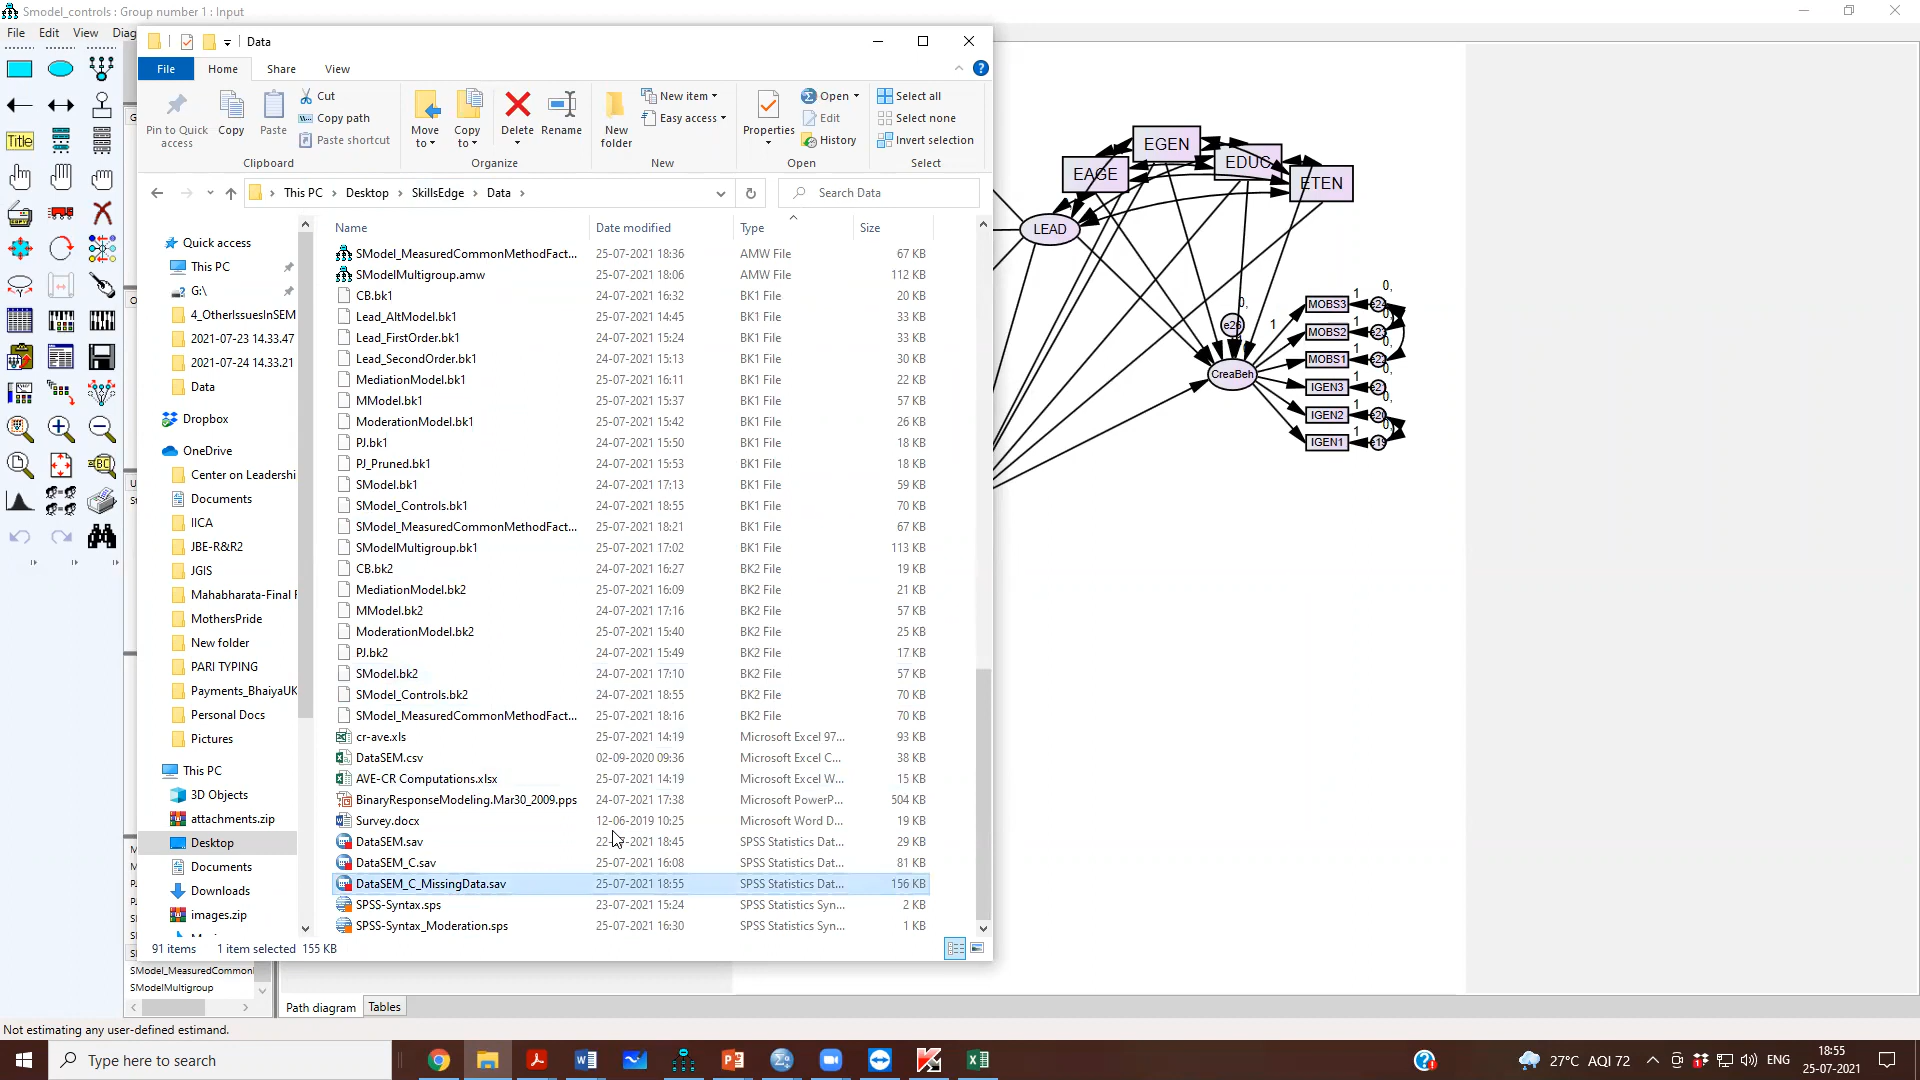 Smodel_controls : Group number 1 : Input
File Edit View Diag
Data
File Home Share View
Pin to Quick access
Copy
Paste
Cut
Copy path
Paste shortcut
Clipboard
Move to
Copy to
Delete
Rename
Organize
New folder
New item
Easy access
New
Properties
Open
Edit
History
Open
Select all
Select none
Invert selection
Select
This PC > Desktop > SkillsEdge > Data >
Search Data
Name Date modified Type Size
SModel_MeasuredCommonMethodFact... 25-07-2021 18:36 AMW File 67 KB
SModelMultigroup.amw 25-07-2021 18:06 AMW File 112 KB
CB.bk1 24-07-2021 16:32 BK1 File 20 KB
Lead_AltModel.bk1 25-07-2021 14:45 BK1 File 33 KB
Lead_FirstOrder.bk1 24-07-2021 15:24 BK1 File 33 KB
Lead_SecondOrder.bk1 24-07-2021 15:13 BK1 File 30 KB
MediationModel.bk1 25-07-2021 16:11 BK1 File 22 KB
MModel.bk1 25-07-2021 15:37 BK1 File 57 KB
ModerationModel.bk1 25-07-2021 15:42 BK1 File 26 KB
PJ.bk1 24-07-2021 15:50 BK1 File 18 KB
PJ_Pruned.bk1 24-07-2021 15:53 BK1 File 18 KB
SModel.bk1 24-07-2021 17:13 BK1 File 59 KB
SModel_Controls.bk1 24-07-2021 18:55 BK1 File 70 KB
SModel_MeasuredCommonMethodFact... 25-07-2021 18:21 BK1 File 67 KB
SModelMultigroup.bk1 25-07-2021 17:02 BK1 File 113 KB
CB.bk2 24-07-2021 16:27 BK2 File 19 KB
MediationModel.bk2 25-07-2021 16:09 BK2 File 21 KB
MModel.bk2 24-07-2021 17:16 BK2 File 57 KB
ModerationModel.bk2 25-07-2021 15:40 BK2 File 25 KB
PJ.bk2 24-07-2021 15:49 BK2 File 17 KB
SModel.bk2 24-07-2021 17:10 BK2 File 57 KB
SModel_Controls.bk2 24-07-2021 18:55 BK2 File 70 KB
SModel_MeasuredCommonMethodFact... 25-07-2021 18:16 BK2 File 70 KB
cr-ave.xls 25-07-2021 14:19 Microsoft Excel 97... 93 KB
DataSEM.csv 02-09-2020 09:36 Microsoft Excel C... 38 KB
AVE-CR Computations.xlsx 25-07-2021 14:19 Microsoft Excel W... 15 KB
BinaryResponseModeling.Mar30_2009.pps 24-07-2021 17:38 Microsoft PowerP... 504 KB
Survey.docx 12-06-2019 10:25 Microsoft Word D... 19 KB
DataSEM.sav 22- -2021 18:45 SPSS Statistics Dat... 29 KB
DataSEM_C.sav 25-07-2021 16:08 SPSS Statistics Dat... 81 KB
DataSEM_C_MissingData.sav 25-07-2021 18:55 SPSS Statistics Dat... 156 KB
SPSS-Syntax.sps 23-07-2021 15:24 SPSS Statistics Syn... 2 KB
SPSS-Syntax_Moderation.sps 25-07-2021 16:30 SPSS Statistics Syn... 1 KB
Quick access
This PC
G:\
4_OtherIssuesInSEM
2021-07-23 14.33.47
2021-07-24 14.33.21
Data
Dropbox
OneDrive
Center on Leadershi
Documents
IICA
JBE-R&R2
JGIS
Mahabharata-Final F
MothersPride
New folder
PARI TYPING
Payments_BhaiyaUK
Personal Docs
Pictures
This PC
3D Objects
attachments.zip
Desktop
Documents
Downloads
images.zip
91 items 1 item selected 155 KB
Title
EGEN
EDUC
EAGE
ETEN
LEAD
CreaBeh
0,
e26
1
MOBS3 1 e24 0,
MOBS2 1 e23 0,
MOBS1 1 e22 0,
IGEN3 1 e21 0,
IGEN2 1 e20 0,
IGEN1 1 e19 0,
SModel_MeasuredCommonl
SModelMultigroup
Path diagram Tables
Not estimating any user-defined estimand.
Type here to search
27°C AQI 72
ENG
18:55
25-07-2021